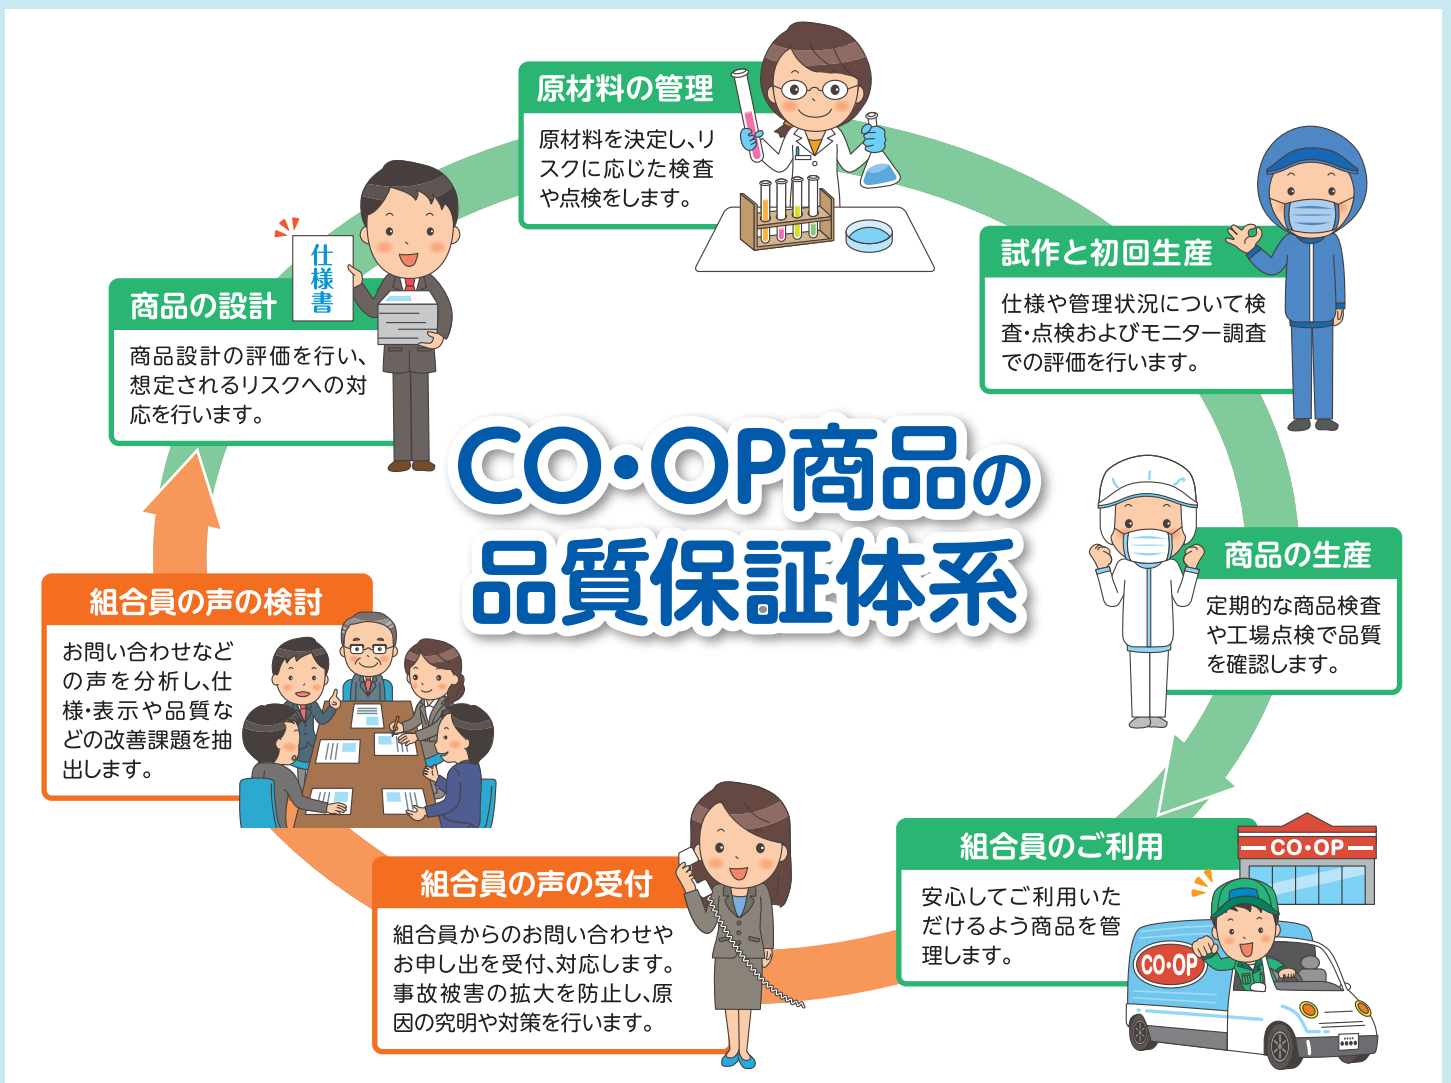 CO・OP商品の
品質保証体系
商品の設計
仕様書
商品設計の評価を行い、
想定されるリスクへの対
応を行います。
原材料の管理
原材料を決定し、リ
スクに応じた検査
や点検をします。
試作と初回生産
仕様や管理状況について検
査・点検およびモニター調査
での評価を行います。
商品の生産
定期的な商品検査
や工場点検で品質
を確認します。
組合員のご利用
安心してご利用いた
だけるよう商品を管
理します。
CO・OP
CO・OP
組合員の声の受付
組合員からのお問い合わせや
お申し出を受付、対応します。
事故被害の拡大を防止し、原
因の究明や対策を行います。
組合員の声の検討
お問い合わせなど
の声を分析し、仕
様・表示や品質な
どの改善課題を抽
出します。